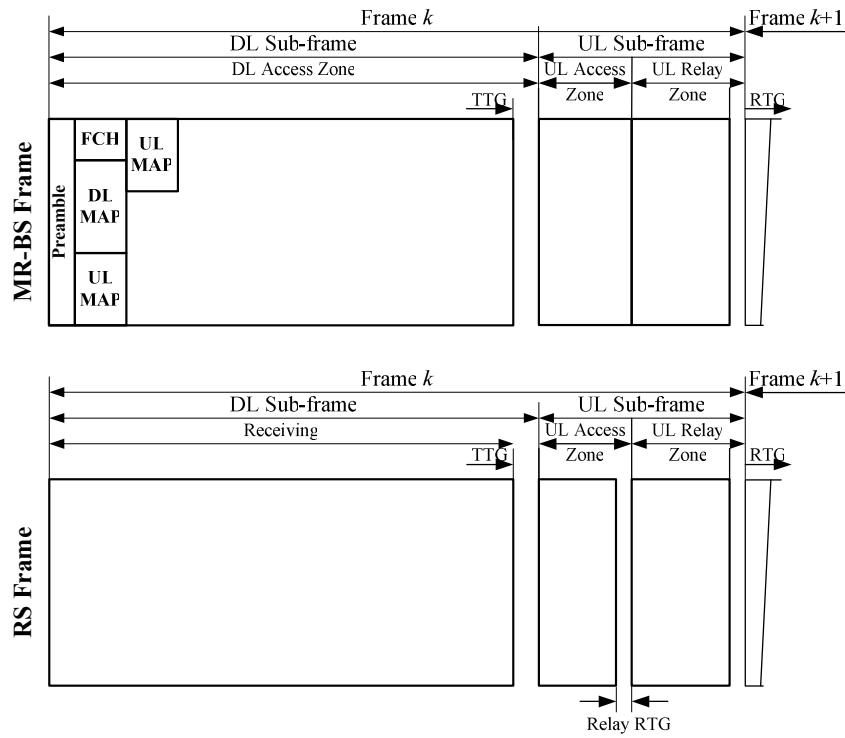 Frame k
Frame k+1
DL Sub-frame
UL Sub-frame
DL Access Zone
UL Access
Zone
UL Relay
Zone
TTG
RTG
MR-BS Frame
Preamble
FCH
DL
MAP
UL
MAP
UL
MAP
Frame k
Frame k+1
DL Sub-frame
UL Sub-frame
Receiving
UL Access
Zone
UL Relay
Zone
TTG
RTG
RS Frame
Relay RTG